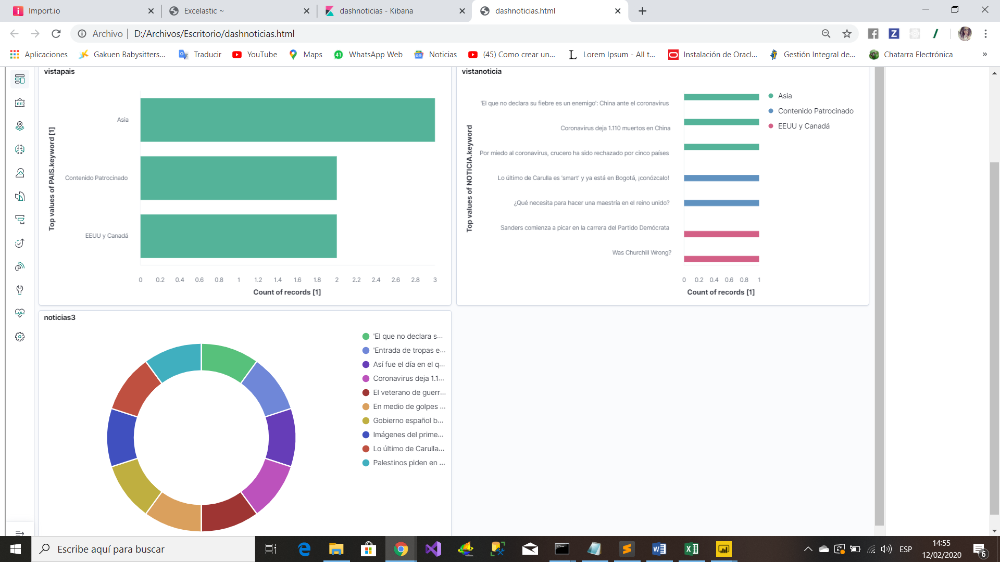 Import.io
Excelastic ~
dashnoticias - Kibana
dashnoticias.html
Archivo
D:/Archivos/Escritorio/dashnoticias.html
Aplicaciones
Gakuen Babysitters...
Traducir
YouTube
Maps
41
WhatsApp Web
Noticias
(45) Como crear un...
Lorem Ipsum - All t...
Instalación de Oracl...
Gestión Integral de...
Chatarra Electrónica
»
vistapais
Top values of PAIS.keyword [1]
Asia
Contenido Patrocinado
EEUU y Canadá
0 0.2 0.4 0.6 0.8 1 1.2 1.4 1.6 1.8 2 2.2 2.4 2.6 2.8 3
Count of records [1]
vistanoticia
Top values of NOTICIA.keyword
'El que no declara su fiebre es un enemigo': China ante el coronavirus
Coronavirus deja 1.110 muertos en China
Por miedo al coronavirus, crucero ha sido rechazado por cinco países
Lo último de Carulla es 'smart' y ya está en Bogotá, ¡conózcalo!
¿Qué necesita para hacer una maestría en el reino unido?
Sanders comienza a picar en la carrera del Partido Demócrata
Was Churchill Wrong?
0 0.2 0.4 0.6 0.8 1
Count of records [1]
Asia
Contenido Patrocinado
EEUU y Canadá
noticias3
'El que no declara s...
'Entrada de tropas e...
Así fue el día en el q...
Coronavirus deja 1.1...
El veterano de guerr...
En medio de golpes ...
Gobierno español b...
Imágenes del prime...
Lo último de Carulla...
Palestinos piden en ...
Escribe aquí para buscar
ESP
14:55
12/02/2020
6